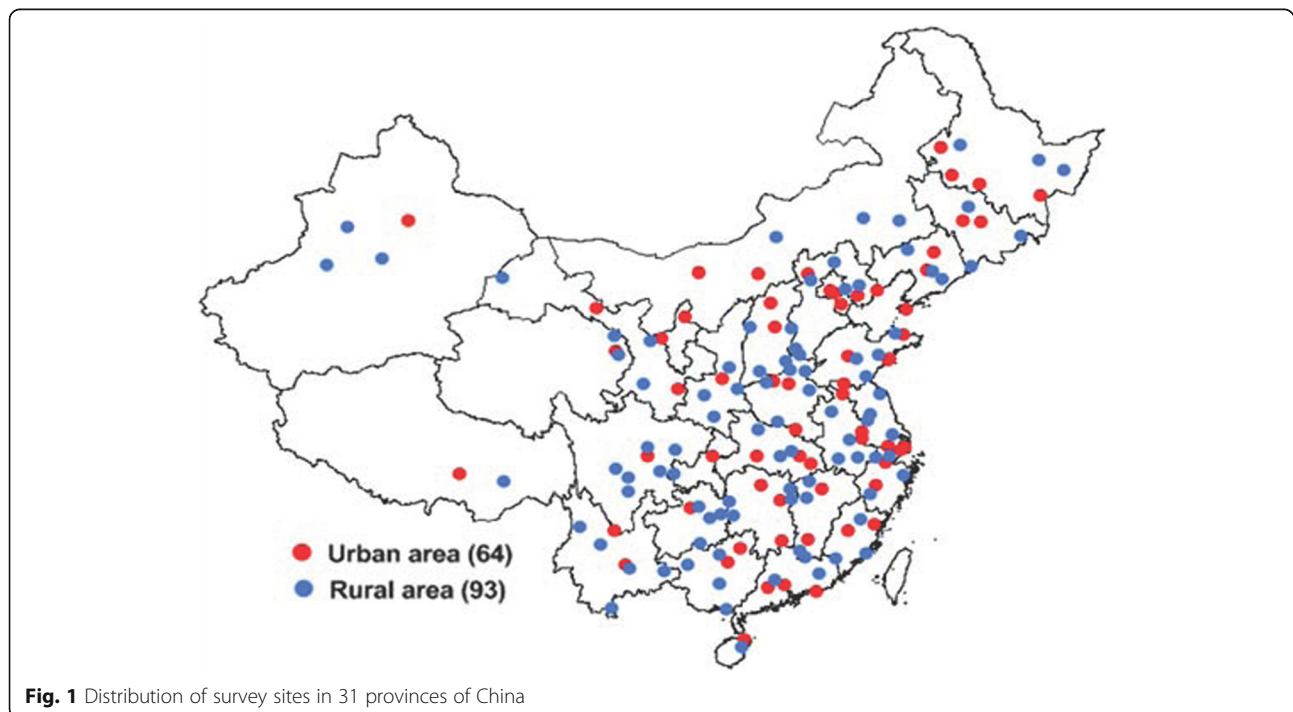 Urban area (64)
Rural area (93)
Fig. 1 Distribution of survey sites in 31 provinces of China